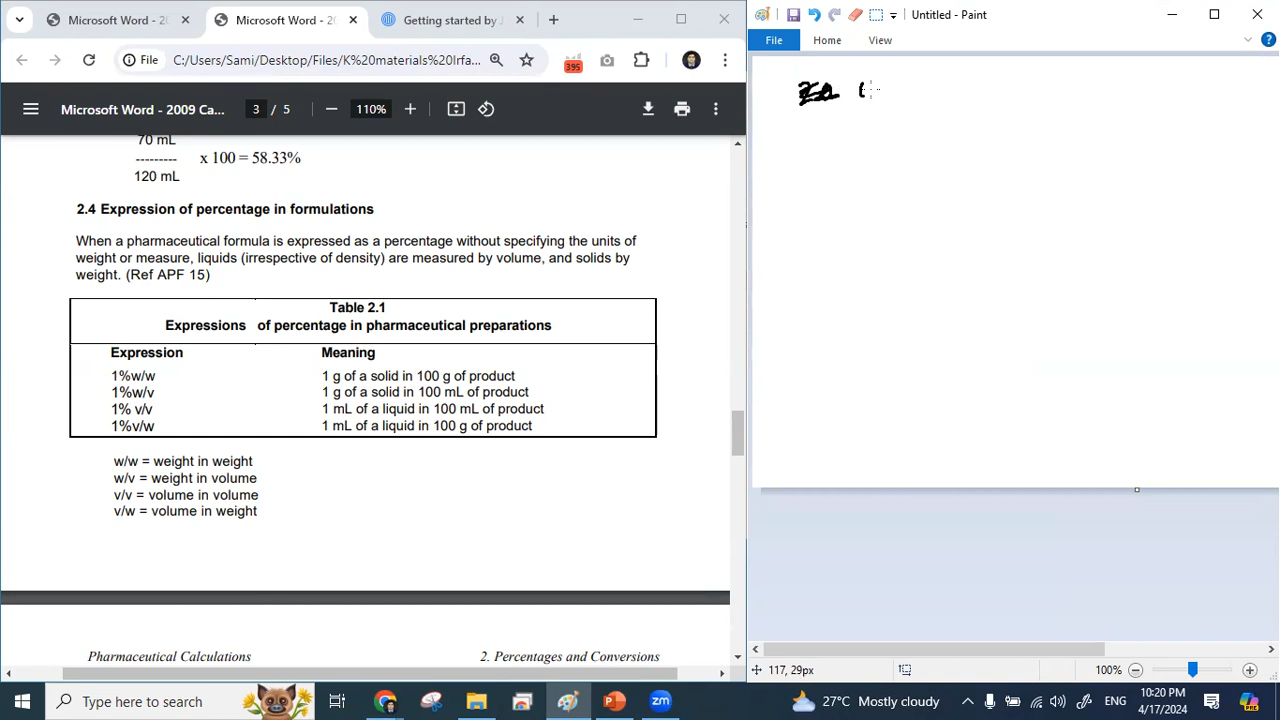 Microsoft Word - 20
Microsoft Word - 20
Getting started by
File
C:/Users/Sami/Desktop/Files/K%20materials%20Irfa...
395
Microsoft Word - 2009 Ca...
3 / 5
110%
70 mL
---------
x 100 = 58.33%
120 mL
2.4 Expression of percentage in formulations
When a pharmaceutical formula is expressed as a percentage without specifying the units of
weight or measure, liquids (irrespective of density) are measured by volume, and solids by
weight. (Ref APF 15)
Table 2.1
Expressions of percentage in pharmaceutical preparations
Expression Meaning
1%w/w 1 g of a solid in 100 g of product
1%w/v 1 g of a solid in 100 mL of product
1% v/v 1 mL of a liquid in 100 mL of product
1%v/w 1 mL of a liquid in 100 g of product
w/w = weight in weight
w/v = weight in volume
v/v = volume in volume
v/w = volume in weight
Pharmaceutical Calculations 2. Percentages and Conversions
Untitled - Paint
File Home View
117, 29px
100%
Type here to search
27°C Mostly cloudy
ENG
10:20 PM
4/17/2024